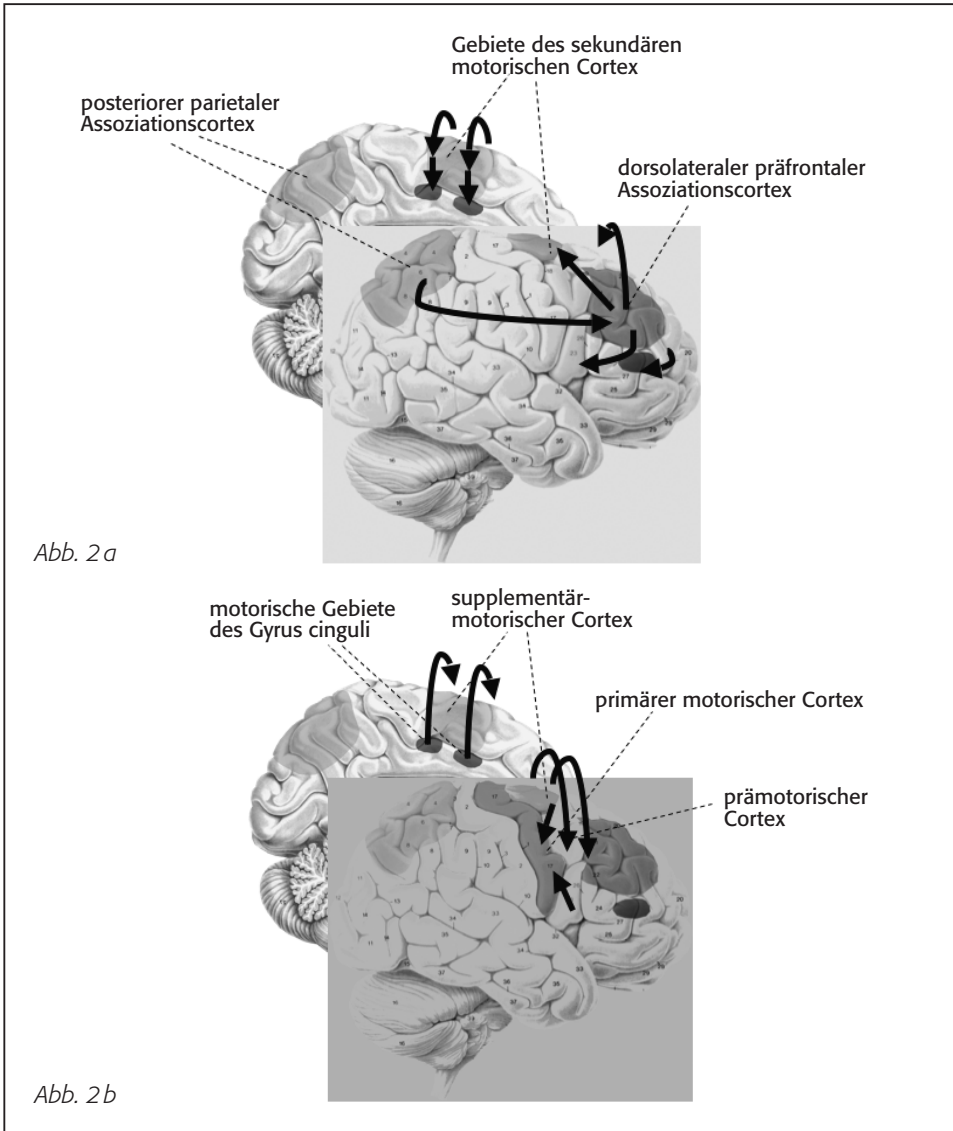 Gebiete des sekundären
motorischen Cortex
posteriorer parietaler
Assoziationscortex
dorsolateraler präfrontaler
Assoziationscortex
Abb. 2a
motorische Gebiete
des Gyrus cinguli
supplementär-
motorischer Cortex
primärer motorischer Cortex
prämotorischer
Cortex
Abb. 2b